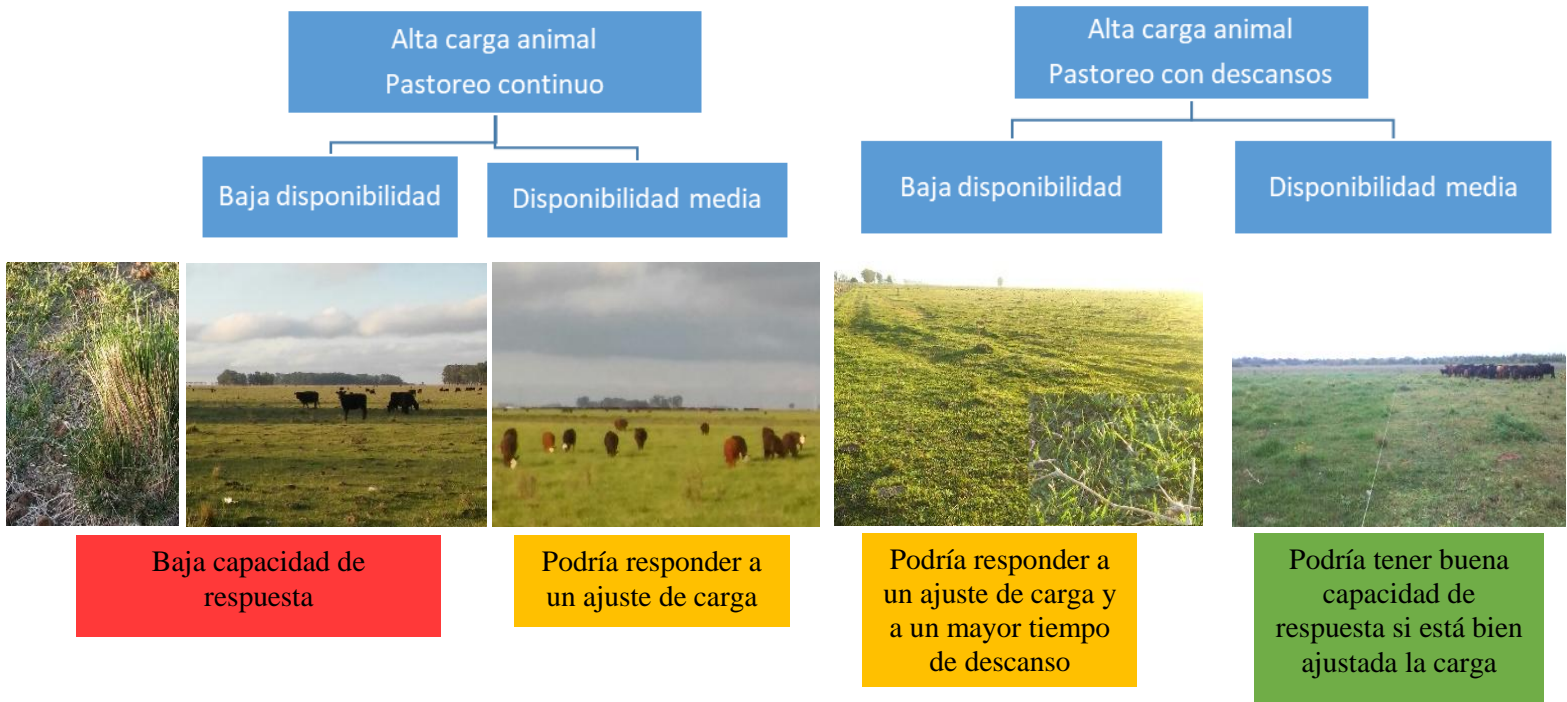 Alta carga animal
Pastoreo continuo
Baja disponibilidad
Disponibilidad media
Alta carga animal
Pastoreo con descansos
Baja disponibilidad
Disponibilidad media
Baja capacidad de
respuesta
Podría responder a
un ajuste de carga
Podría responder a
un ajuste de carga y
a un mayor tiempo
de descanso
Podría tener buena
capacidad de
respuesta si está bien
ajustada la carga